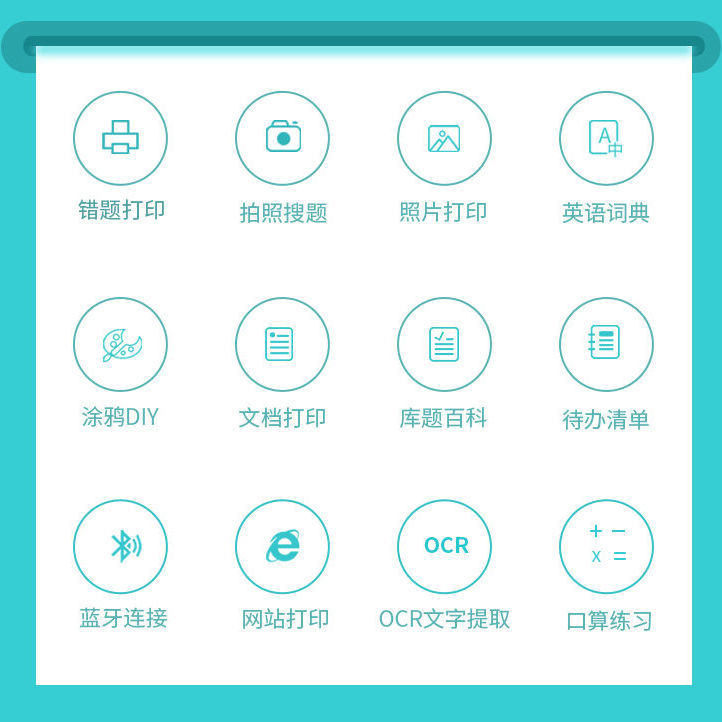 错题打印
拍照搜题
照片打印
A
中
英语词典
涂鸦DIY
文档打印
库题百科
待办清单
OCR
+ −
x =
蓝牙连接
网站打印
OCR文字提取
口算练习